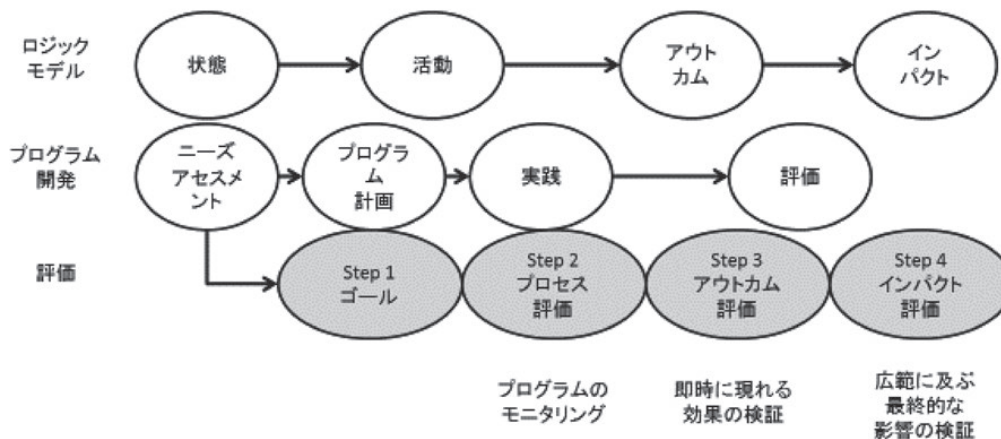 ロジック
モデル
状態
活動
アウト
カム
イン
パクト
プログラム
開発
ニーズ
アセスメ
ント
プログラ
ム
計画
実践
評価
評価
Step 1
ゴール
Step 2
プロセス
評価
Step 3
アウトカム
評価
Step 4
インパクト
評価
プログラムの
モニタリング
即時に現れる
効果の検証
広範に及ぶ
最終的な
影響の検証